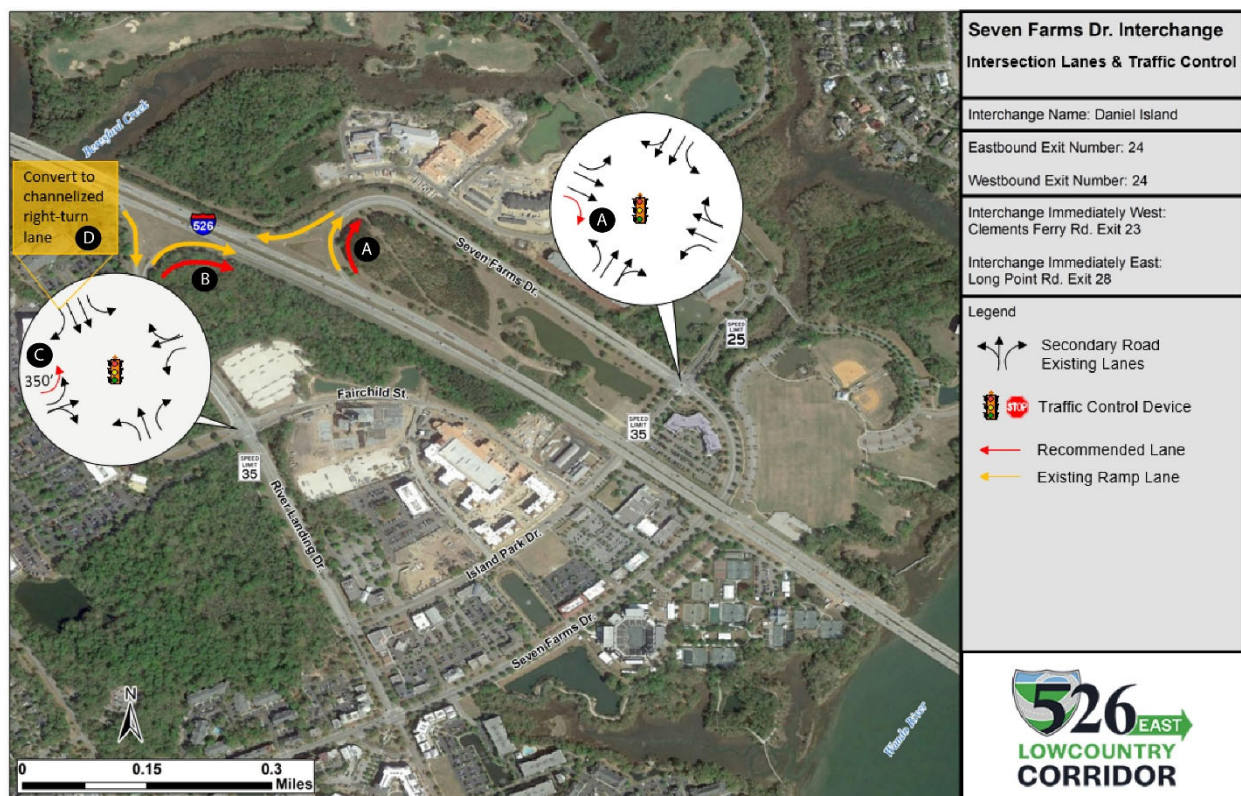 Beresford Creek
Convert to
channelized
right-turn
lane D
526
A
B
Seven Farms Dr.
A
SPEED
LIMIT
25
C
350'
Fairchild St.
SPEED
LIMIT
35
SPEED
LIMIT
35
River Landing Dr.
Island Park Dr.
Seven Farms Dr.
Wando River
N
0 0.15 0.3
Miles
Seven Farms Dr. Interchange
Intersection Lanes & Traffic Control
Interchange Name: Daniel Island
Eastbound Exit Number: 24
Westbound Exit Number: 24
Interchange Immediately West:
Clements Ferry Rd. Exit 23
Interchange Immediately East:
Long Point Rd. Exit 28
Legend
Secondary Road
Existing Lanes
STOP
Traffic Control Device
Recommended Lane
Existing Ramp Lane
526 EAST
LOWCOUNTRY
CORRIDOR